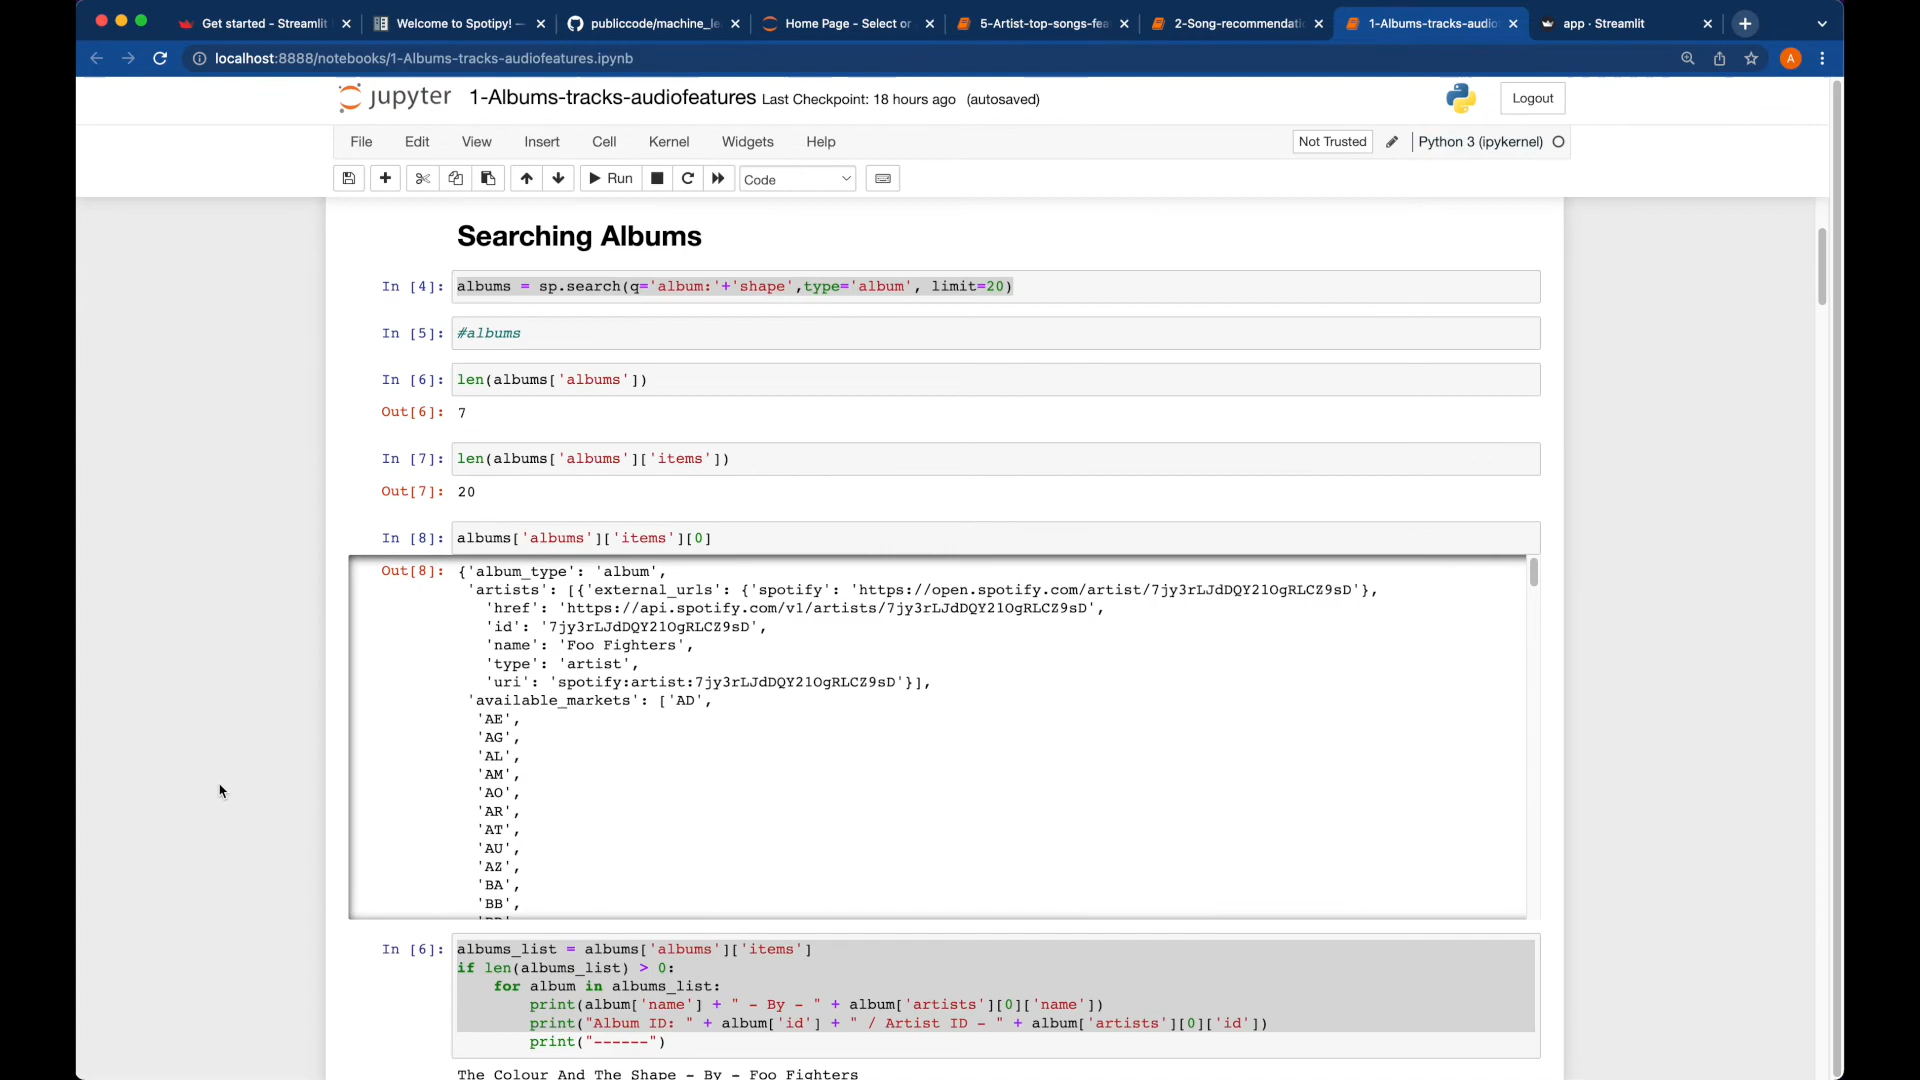 Get started – Streamlit
Welcome to Spotipy! —
publiccode/machine_le
Home Page - Select or
5-Artist-top-songs-fea
2-Song-recommendatio
1-Albums-tracks-audio
app · Streamlit
localhost:8888/notebooks/1-Albums-tracks-audiofeatures.ipynb
A
jupyter 1-Albums-tracks-audiofeatures Last Checkpoint: 18 hours ago (autosaved)
Logout
File Edit View Insert Cell Kernel Widgets Help
Not Trusted
Python 3 (ipykernel)
Run
Code
Searching Albums
In [4]: albums = sp.search(q='album:'+'shape',type='album', limit=20)
In [5]: #albums
In [6]: len(albums['albums'])
Out[6]: 7
In [7]: len(albums['albums']['items'])
Out[7]: 20
In [8]: albums['albums']['items'][0]
Out[8]: {'album_type': 'album',
'artists': [{'external_urls': {'spotify': 'https://open.spotify.com/artist/7jy3rLJdDQY21OgRLCZ9sD'},
'href': 'https://api.spotify.com/v1/artists/7jy3rLJdDQY21OgRLCZ9sD',
'id': '7jy3rLJdDQY21OgRLCZ9sD',
'name': 'Foo Fighters',
'type': 'artist',
'uri': 'spotify:artist:7jy3rLJdDQY21OgRLCZ9sD'}],
'available_markets': ['AD',
'AE',
'AG',
'AL',
'AM',
'AO',
'AR',
'AT',
'AU',
'AZ',
'BA',
'BB',
In [6]: albums_list = albums['albums']['items']
if len(albums_list) > 0:
for album in albums_list:
print(album['name'] + " - By - " + album['artists'][0]['name'])
print("Album ID: " + album['id'] + " / Artist ID - " + album['artists'][0]['id'])
print("------")
The Colour And The Shape - By - Foo Fighters